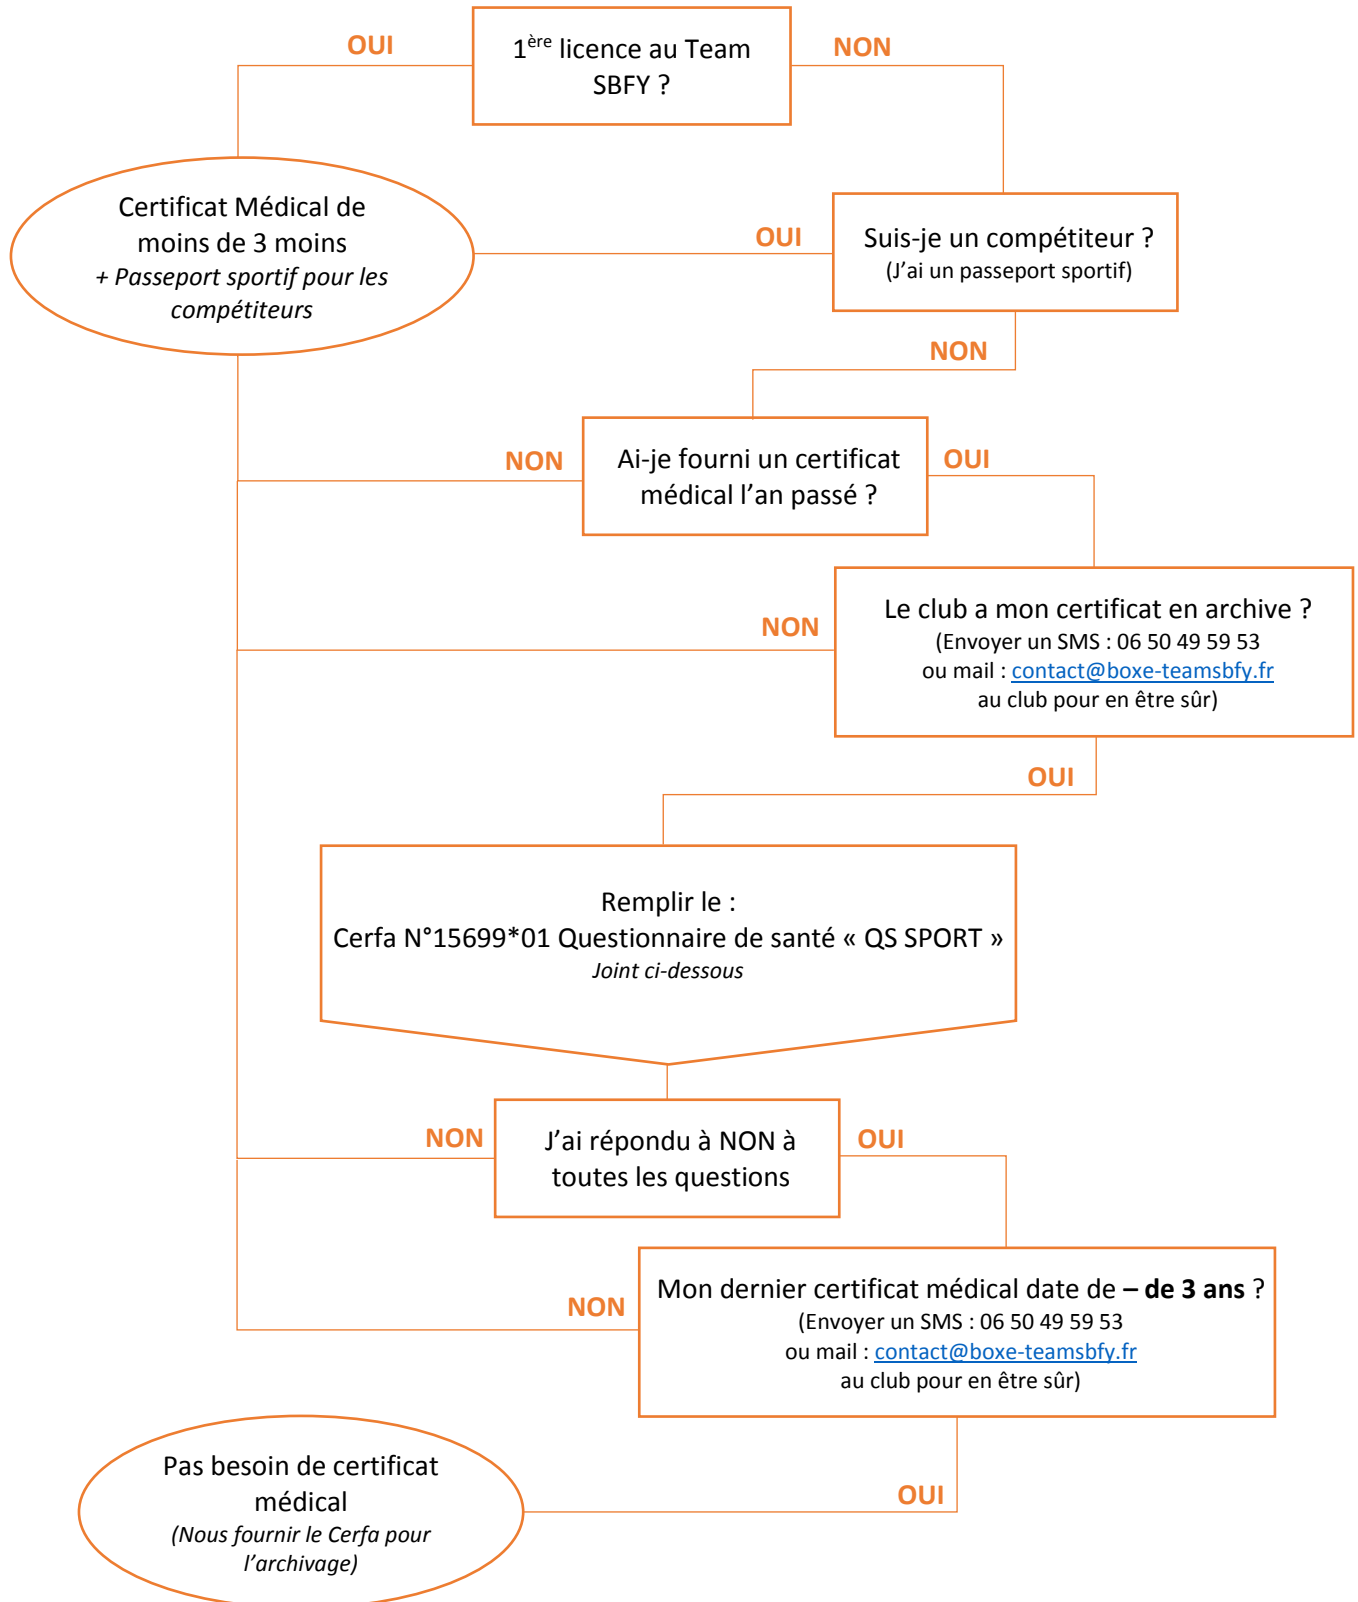 OUI
1ère licence au Team
SBFY ?
NON
Certificat Médical de
moins de 3 moins
+ Passeport sportif pour les
compétiteurs
OUI
Suis-je un compétiteur ?
(J’ai un passeport sportif)
NON
NON
Ai-je fourni un certificat
médical l’an passé ?
OUI
NON
Le club a mon certificat en archive ?
(Envoyer un SMS : 06 50 49 59 53
ou mail : contact@boxe-teamsbfy.fr
au club pour en être sûr)
OUI
Remplir le :
Cerfa N°15699*01 Questionnaire de santé « QS SPORT »
Joint ci-dessous
NON
J’ai répondu à NON à
toutes les questions
OUI
NON
Mon dernier certificat médical date de – de 3 ans ?
(Envoyer un SMS : 06 50 49 59 53
ou mail : contact@boxe-teamsbfy.fr
au club pour en être sûr)
OUI
Pas besoin de certificat
médical
(Nous fournir le Cerfa pour
l’archivage)